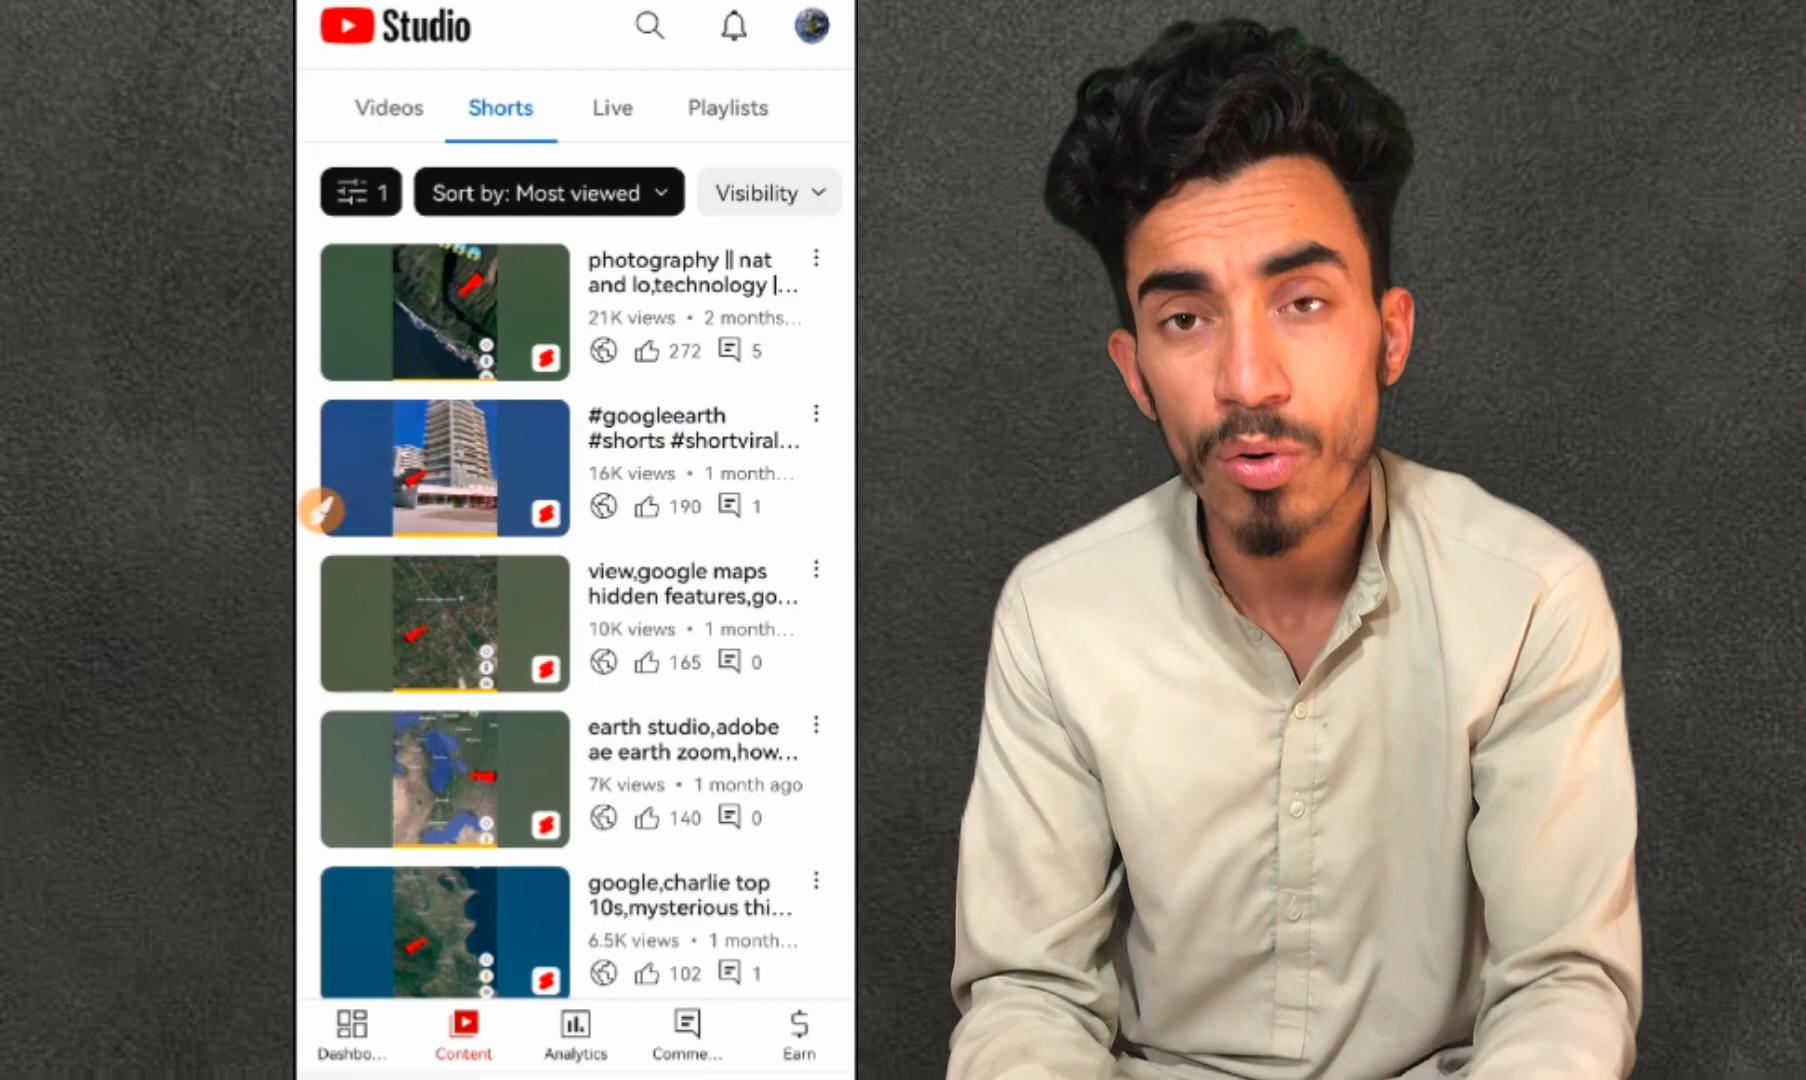 Studio
Videos Shorts Live Playlists
1 Sort by: Most viewed Visibility
photography || nat
and lo,technology |...
21K views • 2 months...
272 5
#googleearth
#shorts #shortviral...
16K views • 1 month...
190 1
view,google maps
hidden features,go...
10K views • 1 month...
165 0
earth studio,adobe
ae earth zoom,how...
7K views • 1 month ago
140 0
google,charlie top
10s,mysterious thi...
6.5K views • 1 month...
102 1
Dashbo... Content Analytics Comme... Earn